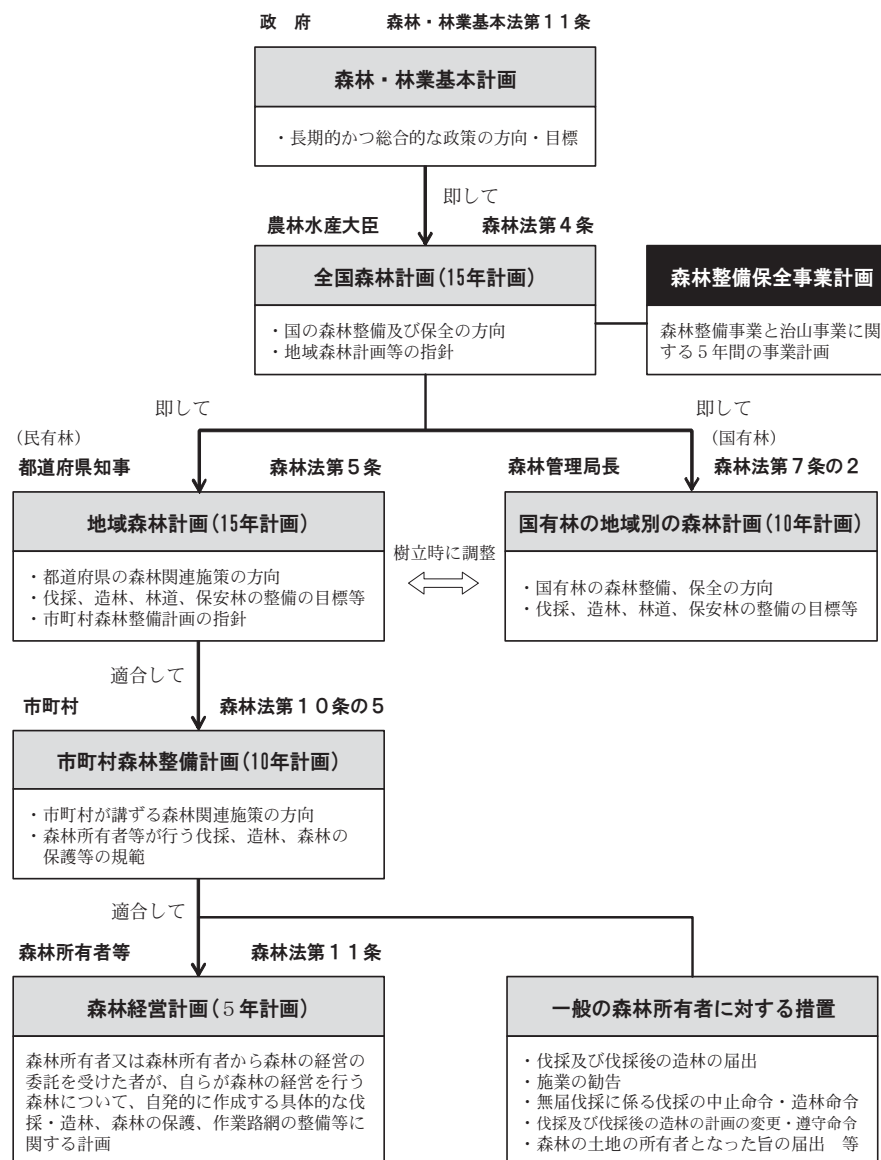 政　府　森林・林業基本法第１１条
森林・林業基本計画
・長期的かつ総合的な政策の方向・目標
即して
農林水産大臣　森林法第４条
全国森林計画(15年計画)
・国の森林整備及び保全の方向
・地域森林計画等の指針
森林整備保全事業計画
森林整備事業と治山事業に関
する５年間の事業計画
即して
即して
(民有林)
(国有林)
都道府県知事　森林法第５条
地域森林計画(15年計画)
・都道府県の森林関連施策の方向
・伐採、造林、林道、保安林の整備の目標等
・市町村森林整備計画の指針
樹立時に調整
森林管理局長　森林法第７条の２
国有林の地域別の森林計画(10年計画)
・国有林の森林整備、保全の方向
・伐採、造林、林道、保安林の整備の目標等
適合して
市町村　森林法第１０条の５
市町村森林整備計画(10年計画)
・市町村が講ずる森林関連施策の方向
・森林所有者等が行う伐採、造林、森林の
保護等の規範
適合して
森林所有者等　森林法第１１条
森林経営計画(５年計画)
森林所有者又は森林所有者から森林の経営の
委託を受けた者が、自らが森林の経営を行う
森林について、自発的に作成する具体的な伐
採・造林、森林の保護、作業路網の整備等に
関する計画
一般の森林所有者に対する措置
・伐採及び伐採後の造林の届出
・施業の勧告
・無届伐採に係る伐採の中止命令・造林命令
・伐採及び伐採後の造林の計画の変更・遵守命令
・森林の土地の所有者となった旨の届出　等